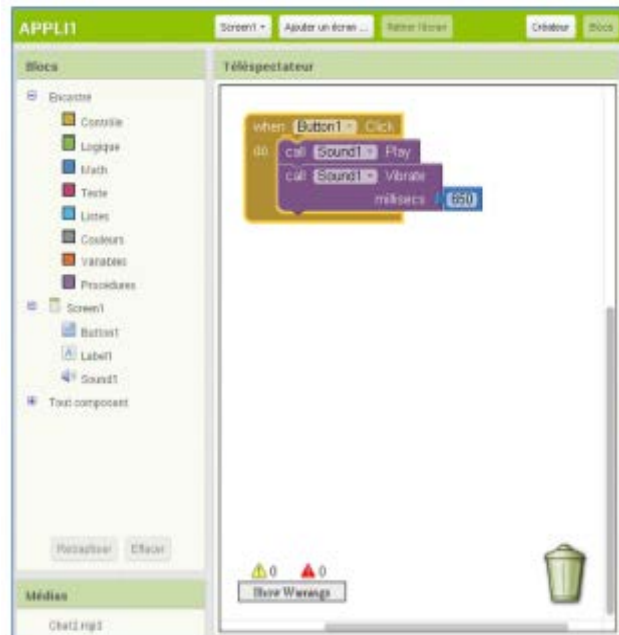 APPLI1
Screen1 Ajouter un écran ... Retirer l'écran Créateur Blocs
Blocs
Téléspectateur
Encastré
Contrôle
Logique
Math
Texte
Listes
Couleurs
Variables
Procédures
Screen1
Button1
Label1
Sound1
Tout composant
when Button1 Click
do call Sound1 Play
call Sound1 Vibrate
millisecs 650
Effacer
0 0
Show Warnings
Médias
Chat2.mp3